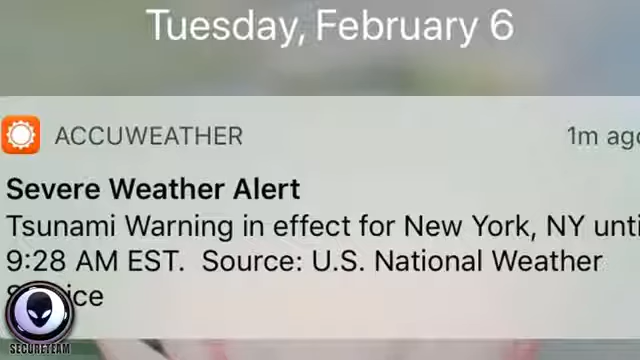 Tuesday, February 6
ACCUWEATHER
1m ago
Severe Weather Alert
Tsunami Warning in effect for New York, NY unti
9:28 AM EST. Source: U.S. National Weather
S ice
SECURETEAM